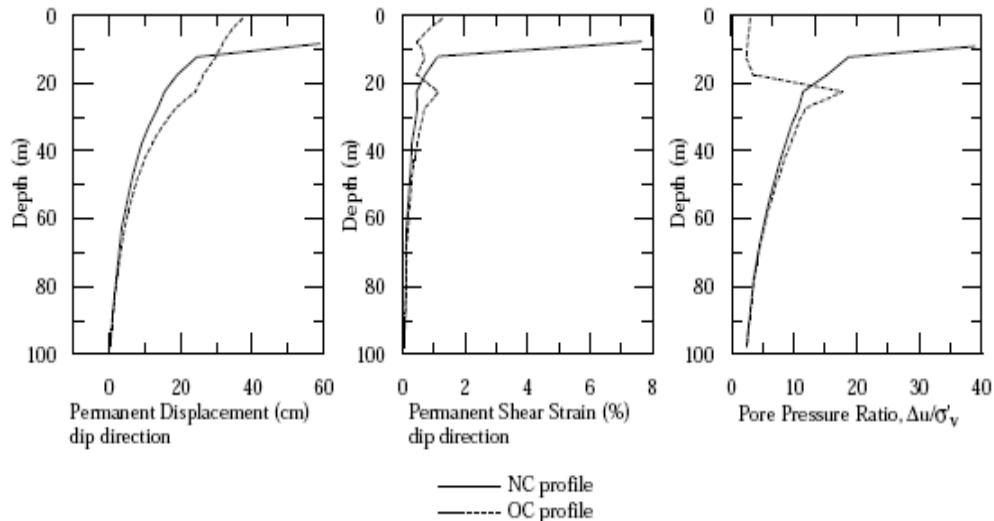 0
20
40
60
80
100
Depth (m)
0 20 40 60
Permanent Displacement (cm)
dip direction
0
20
40
60
80
100
Depth (m)
0 2 4 6 8
Permanent Shear Strain (%)
dip direction
0
20
40
60
80
100
Depth (m)
0 10 20 30 40
Pore Pressure Ratio, Δu/σ'v
NC profile
OC profile